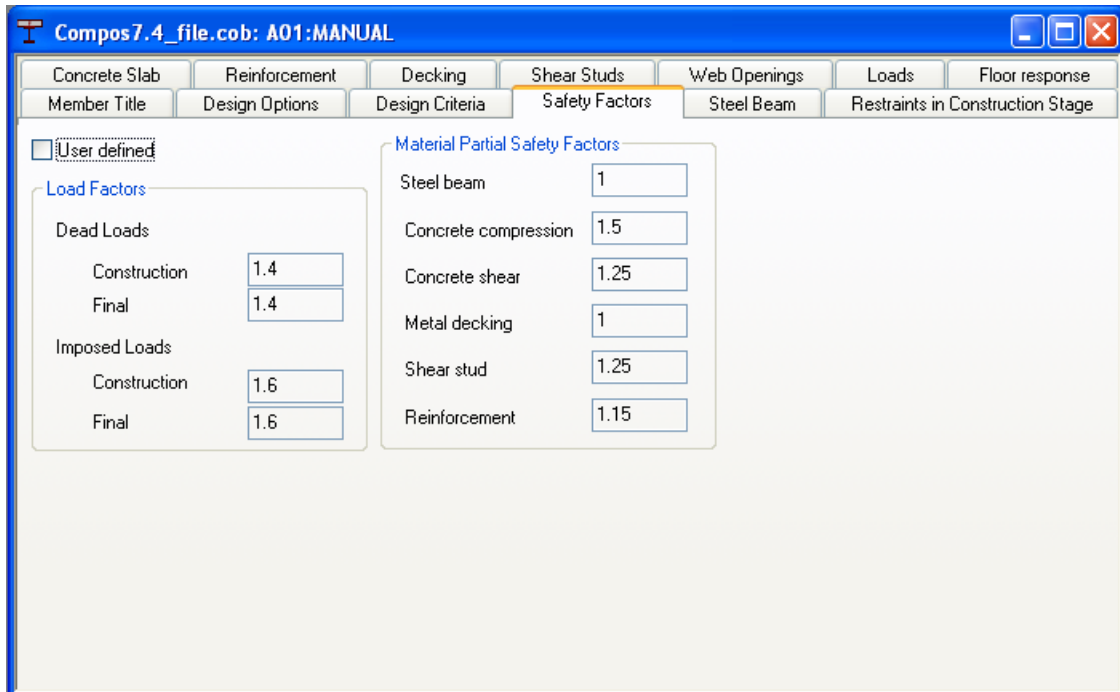 Compos7.4_file.cob: A01:MANUAL
Concrete Slab Reinforcement Decking Shear Studs Web Openings Loads Floor response
Member Title Design Options Design Criteria Safety Factors Steel Beam Restraints in Construction Stage
User defined
Load Factors
Dead Loads
Construction 1.4
Final 1.4
Imposed Loads
Construction 1.6
Final 1.6
Material Partial Safety Factors
Steel beam 1
Concrete compression 1.5
Concrete shear 1.25
Metal decking 1
Shear stud 1.25
Reinforcement 1.15